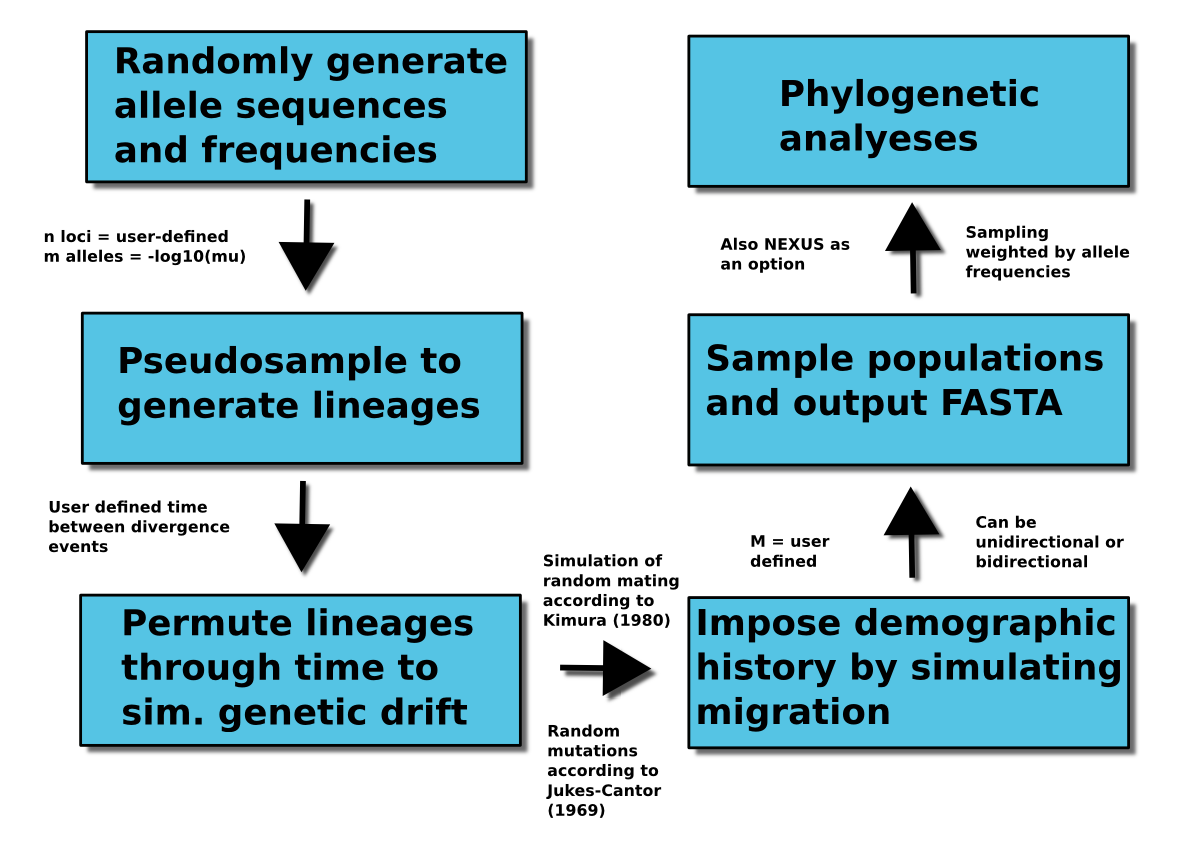 Randomly generate
allele sequences
and frequencies
n loci = user-defined
m alleles = -log10(mu)
Pseudosample to
generate lineages
User defined time
between divergence
events
Permute lineages
through time to
sim. genetic drift
Simulation of
random mating
according to
Kimura (1980)
Random
mutations
according to
Jukes-Cantor
(1969)
Impose demographic
history by simulating
migration
M = user
defined
Can be
unidirectional or
bidirectional
Sample populations
and output FASTA
Also NEXUS as
an option
Sampling
weighted by allele
frequencies
Phylogenetic
analyeses